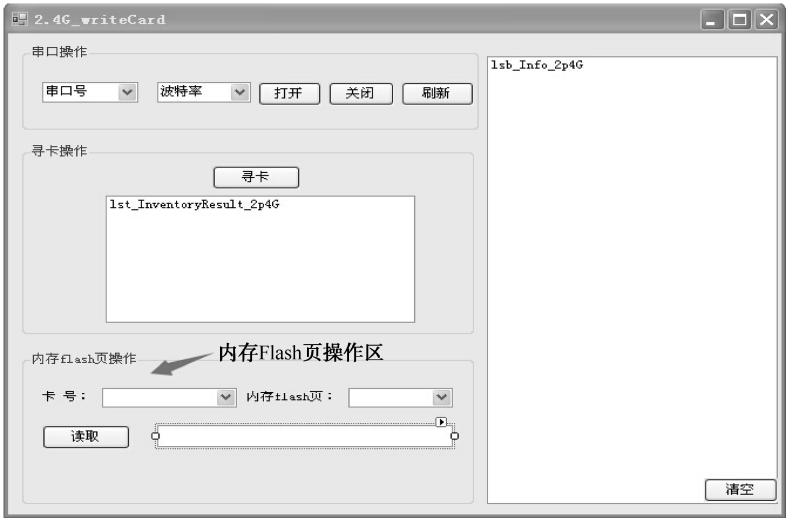 2.4G_writeCard
串口操作
串口号 波特率 打开 关闭 刷新
lsb_Info_2p4G
寻卡操作
寻卡
lst_InventoryResult_2p4G
内存Flash页操作区
内存flash页操作
卡 号： 内存flash页：
读取
清空